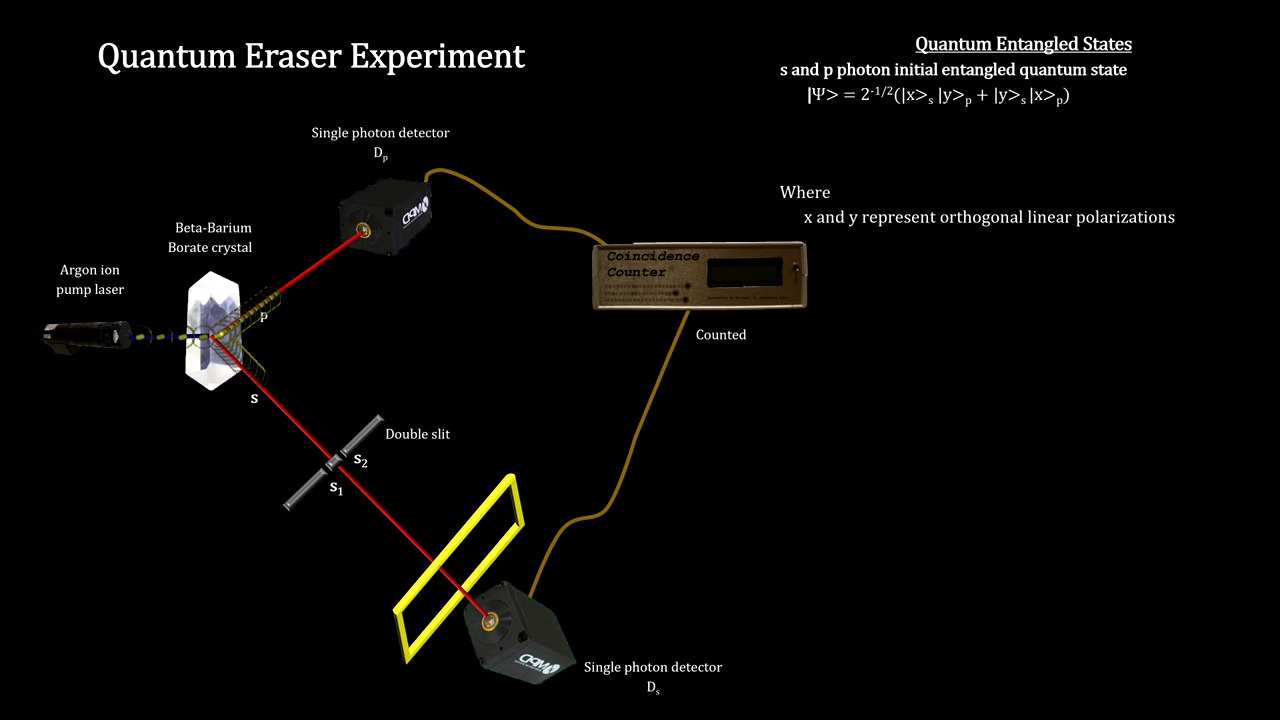 Quantum Eraser Experiment
Quantum Entangled States
s and p photon initial entangled quantum state
|Ψ> = 2⁻¹/²(|x>ₛ |y>ₚ + |y>ₛ |x>ₚ)
Single photon detector
Dₚ
Where
x and y represent orthogonal linear polarizations
Beta-Barium
Borate crystal
Argon ion
pump laser
MPD
Coincidence
Counter
p
Counted
s
Double slit
s₂
s₁
MPD
Single photon detector
Dₛ